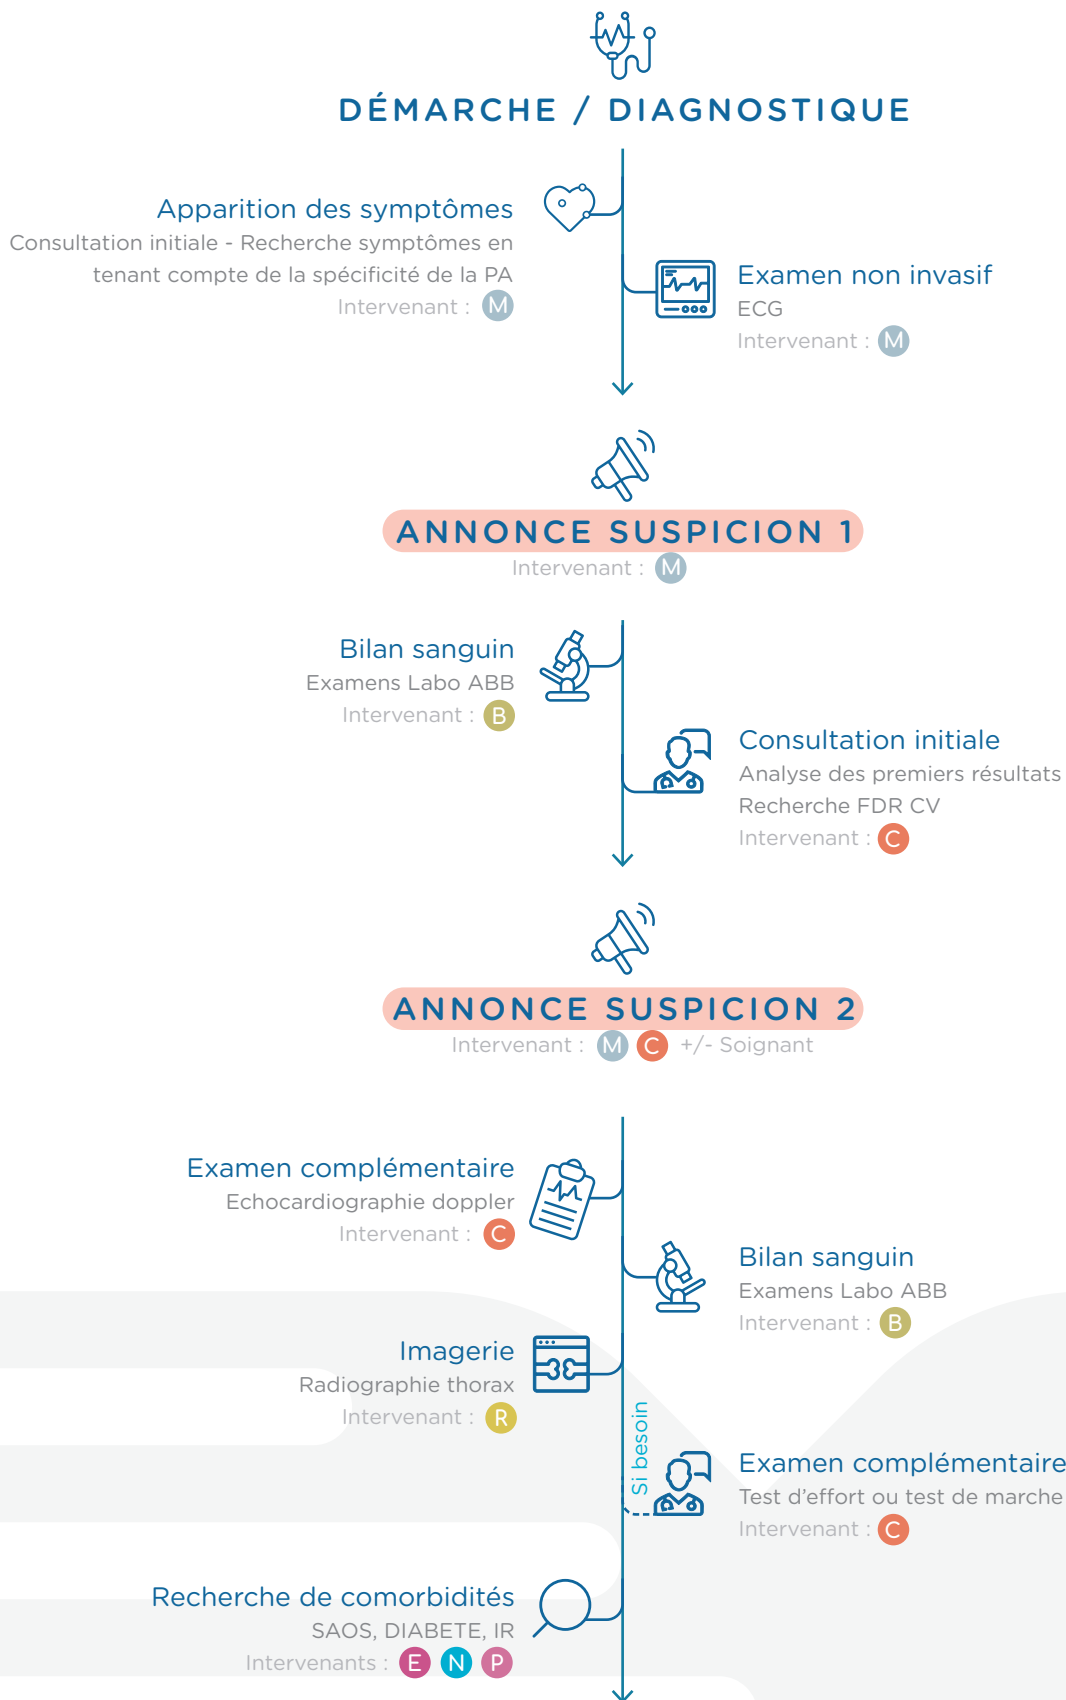 DÉMARCHE / DIAGNOSTIQUE
Apparition des symptômes
Consultation initiale - Recherche symptômes en
tenant compte de la spécificité de la PA
Intervenant : M
Examen non invasif
ECG
Intervenant : M
ANNONCE SUSPICION 1
Intervenant : M
Bilan sanguin
Examens Labo ABB
Intervenant : B
Consultation initiale
Analyse des premiers résultats
Recherche FDR CV
Intervenant : C
ANNONCE SUSPICION 2
Intervenant : M C +/- Soignant
Examen complémentaire
Echocardiographie doppler
Intervenant : C
Bilan sanguin
Examens Labo ABB
Intervenant : B
Imagerie
Radiographie thorax
Intervenant : R
Si besoin
Examen complémentaire
Test d'effort ou test de marche
Intervenant : C
Recherche de comorbidités
SAOS, DIABETE, IR
Intervenants : E N P